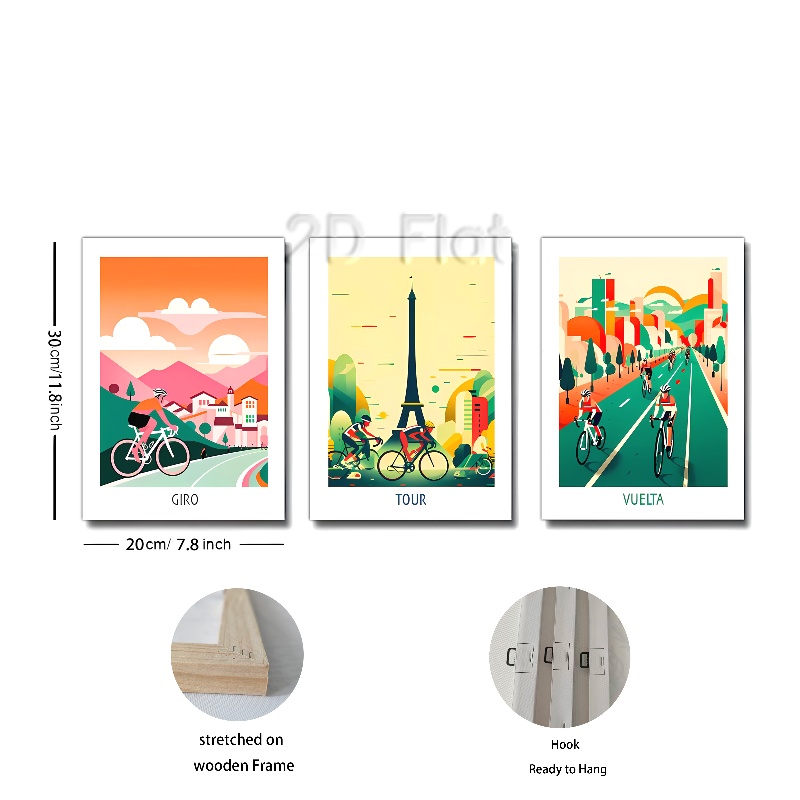 2D Flat
30cm/11.8inch
GIRO
TOUR
VUELTA
20cm/ 7.8 inch
stretched on
wooden Frame
Hook
Ready to Hang